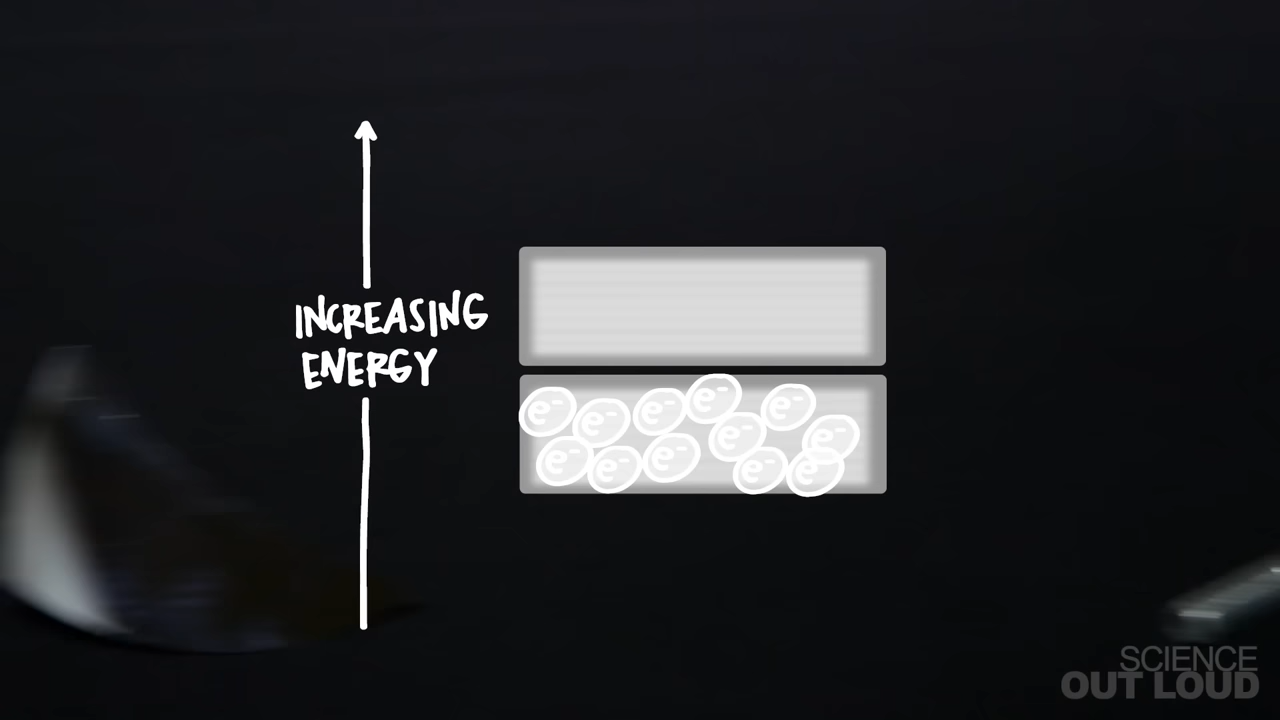 INCREASING
ENERGY
e⁻ e⁻ e⁻ e⁻ e⁻ e⁻ e⁻
e⁻ e⁻ e⁻ e⁻ e⁻
SCIENCE
OUT LOUD